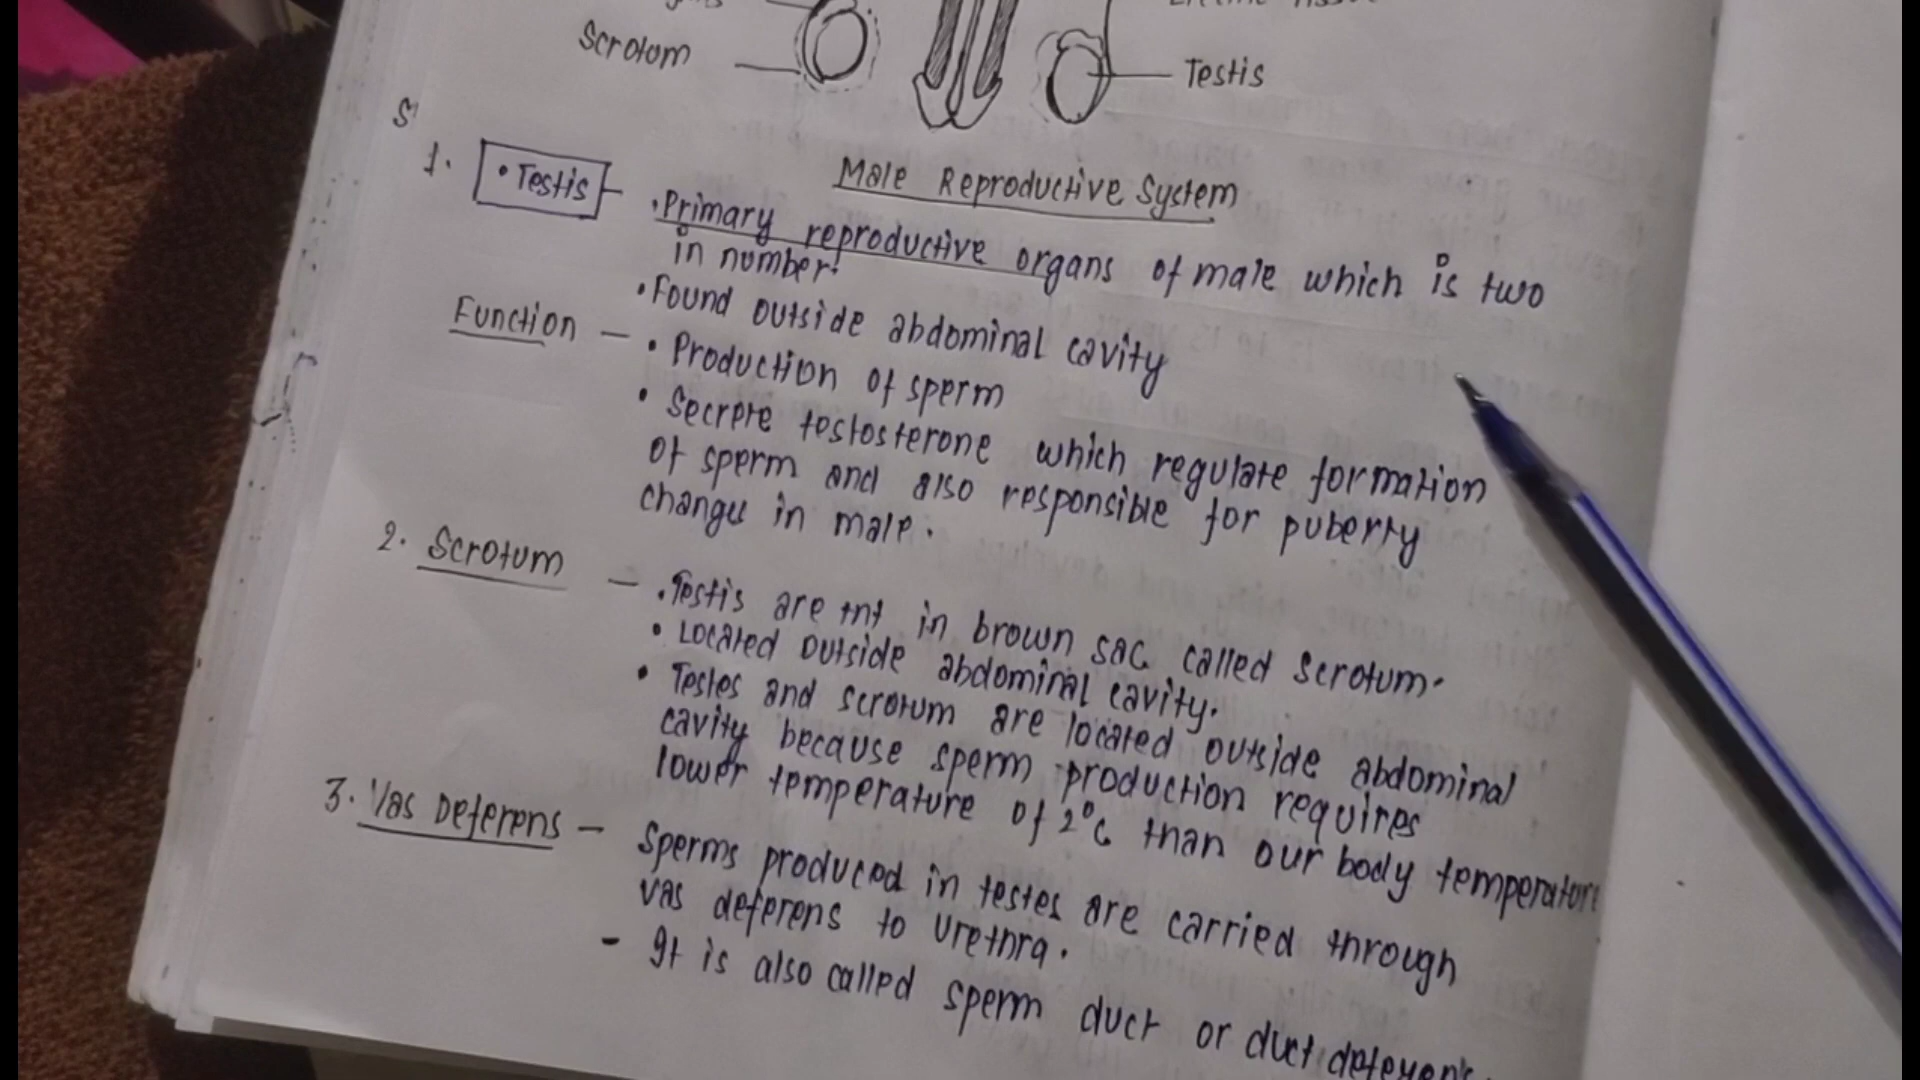 Scrotum
Testis
S
Male Reproductive System
1. • Testis - • Primary reproductive organs of male which is two
in number.
• Found outside abdominal cavity
Function - • Production of sperm
• Secrete testosterone which regulate formation
of sperm and also responsible for puberty
changes in male.
2. Scrotum - • Testis are in brown sac called Scrotum.
• Located outside abdominal cavity.
• Testes and scrotum are located outside abdominal
cavity because sperm production requires
lower temperature of 2°C than our body temperature
3. Vas Deferens - Sperms produced in testes are carried through
vas deferens to urethra.
- It is also called sperm duct or duct deferens.